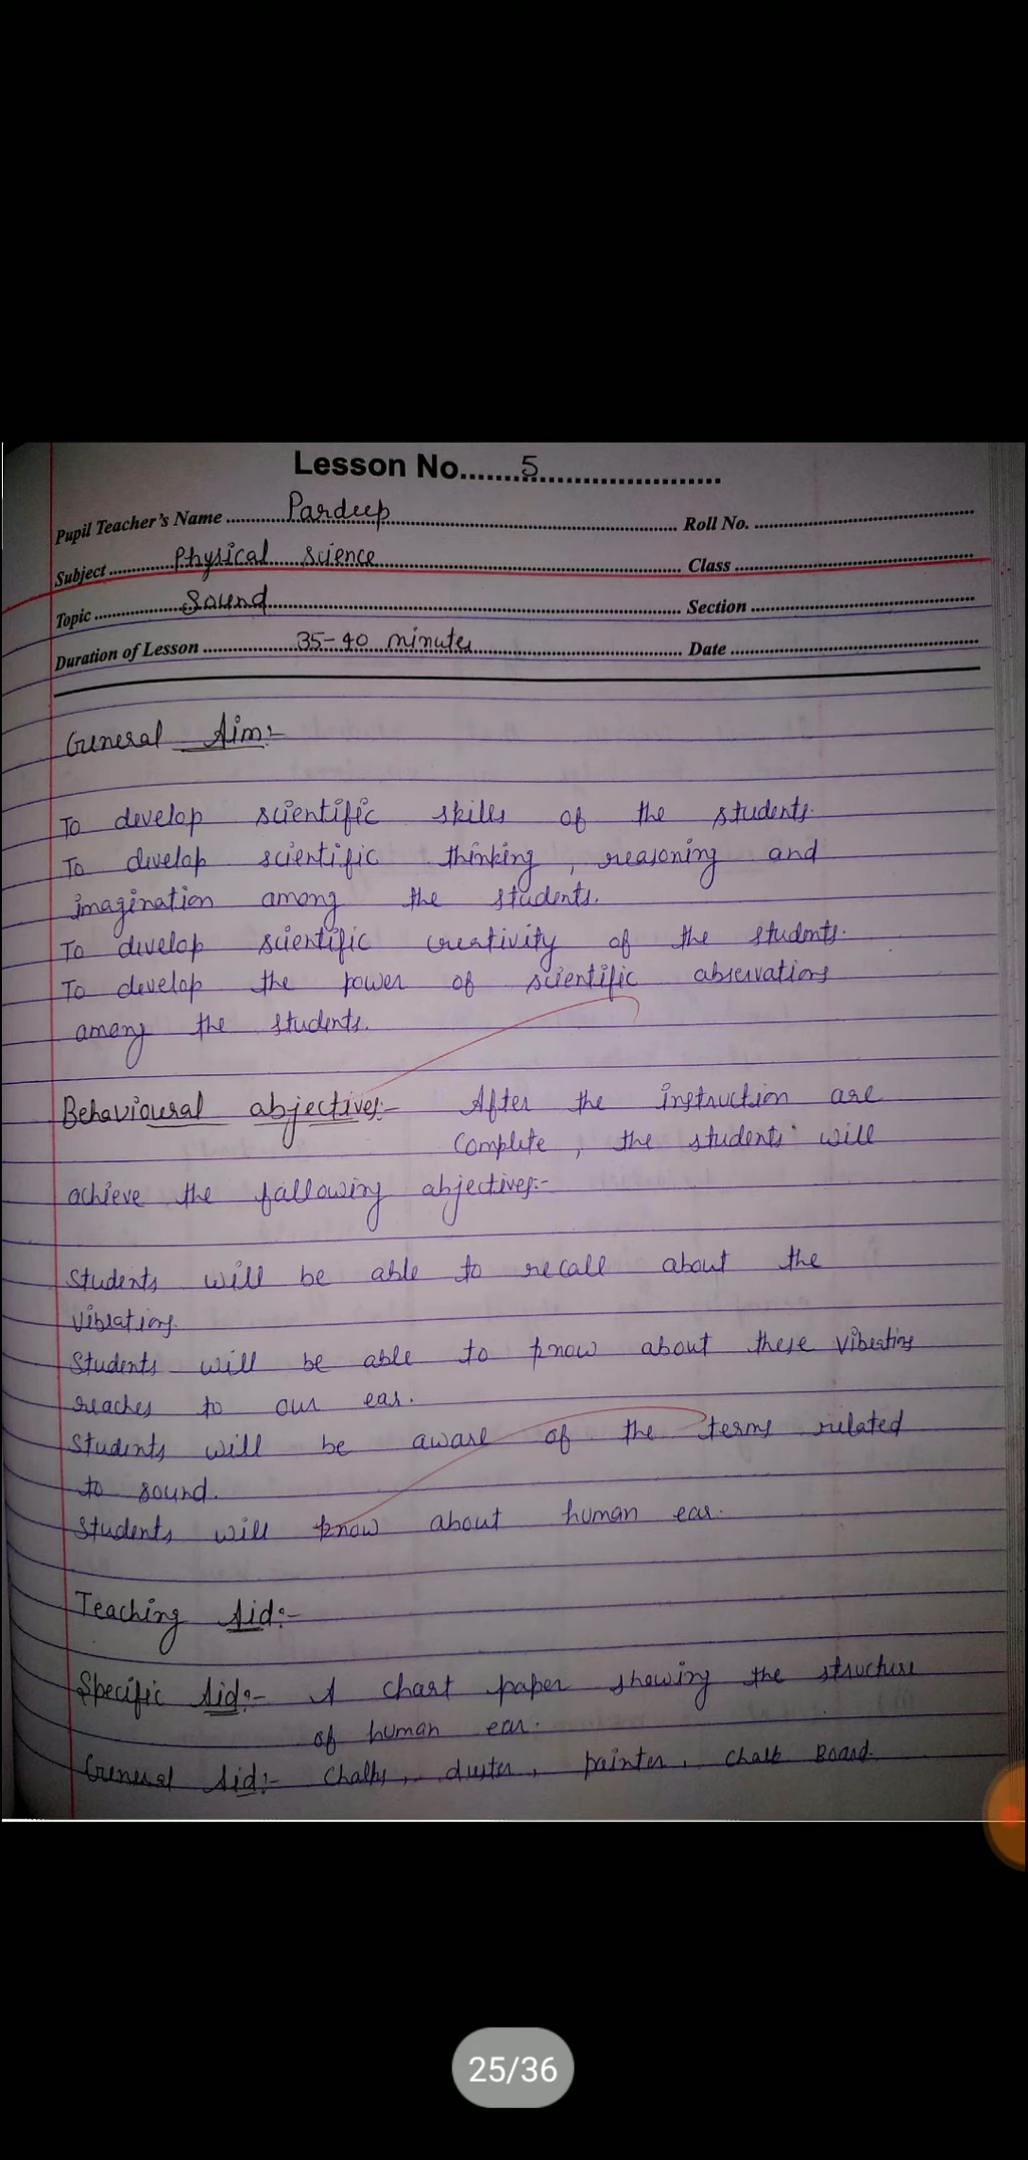 Lesson No.......5....................................
Pupil Teacher's Name ............Pardeep............................................................ Roll No. ............................................
Subject .............Physical science............................................................ Class ................................................
Topic .................Sound............................................................................ Section .............................................
Duration of Lesson ..................35-40 minutes.......................................... Date ..................................................
General Aim:-
To develop scientific skills of the students.
To develop scientific thinking, reasoning and
imagination among the students.
To develop scientific creativity of the students.
To develop the power of scientific observations
among the students.
Behavioural objectives:- After the instruction are
complete, the students will
achieve the following objectives:-
Students will be able to recall about the
vibrations.
Students will be able to know about these vibrations
reaches to our ear.
Students will be aware of the terms related
to sound.
Students will know about human ear.
Teaching Aid:-
Specific Aid:- A chart paper showing the structure
of human ear.
General Aid:- Chalks, duster, pointer, Chalk Board.
25/36